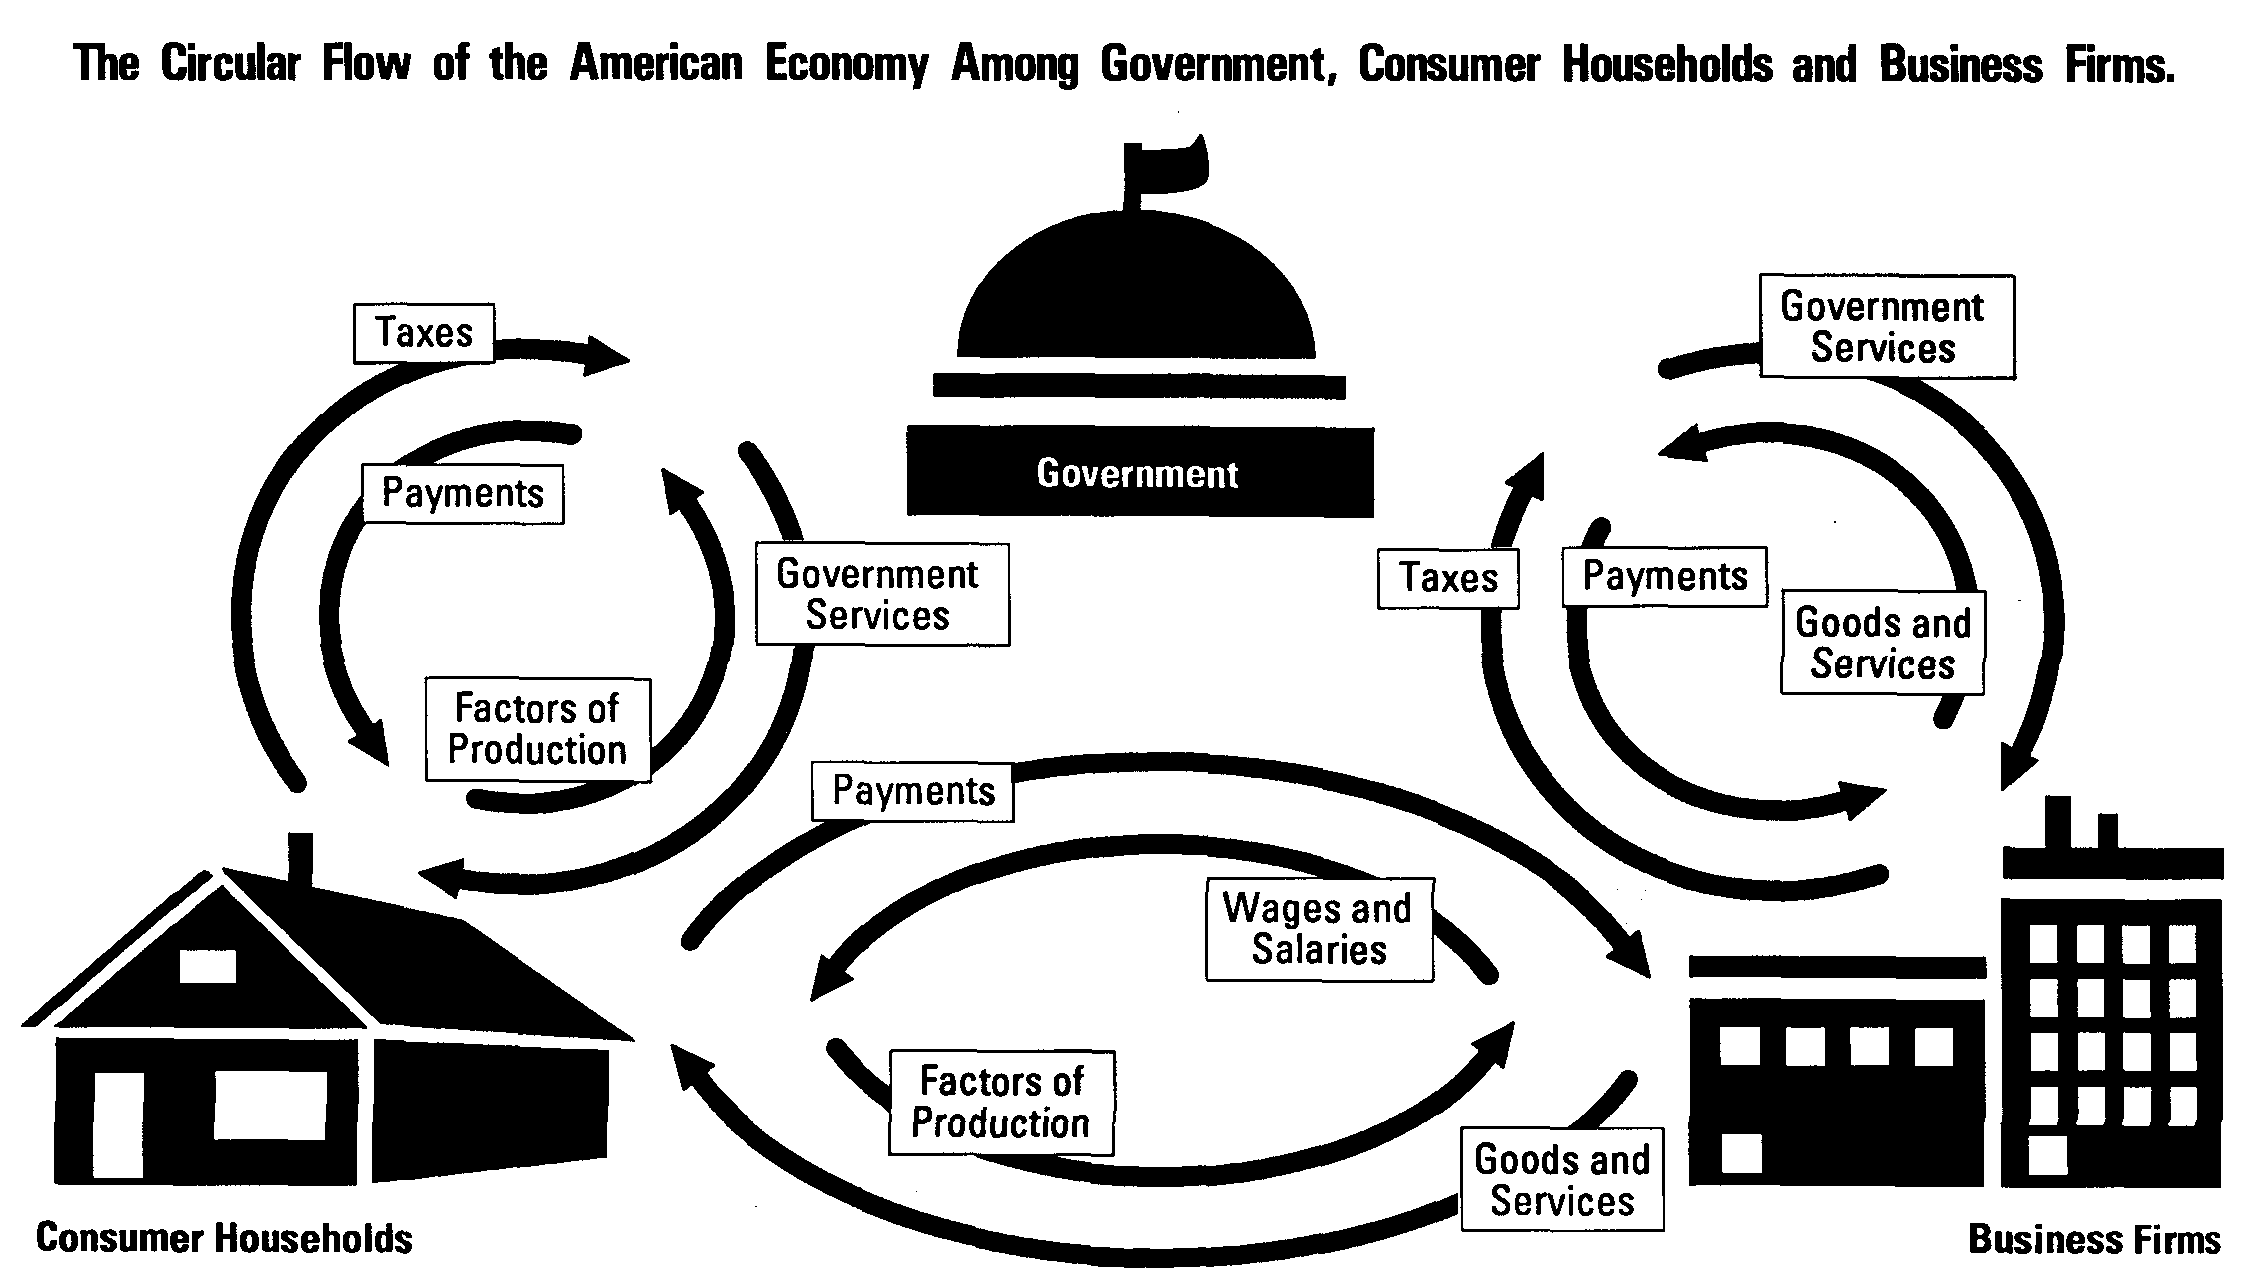 The Circular Flow of the American Economy Among Government, Consumer Households and Business Firms.
Government
Taxes
Payments
Government
Services
Factors of
Production
Government
Services
Taxes
Payments
Goods and
Services
Payments
Wages and
Salaries
Factors of
Production
Goods and
Services
Consumer Households
Business Firms